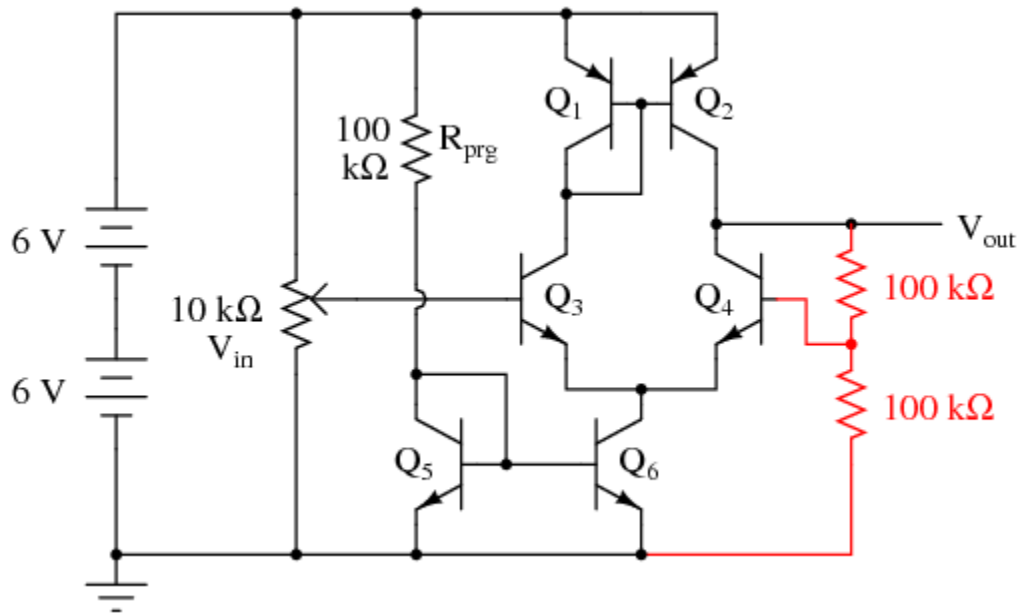 6 V
6 V
10 kΩ
Vin
100
kΩ
Rprg
Q1
Q2
Q3
Q4
Q5
Q6
Vout
100 kΩ
100 kΩ